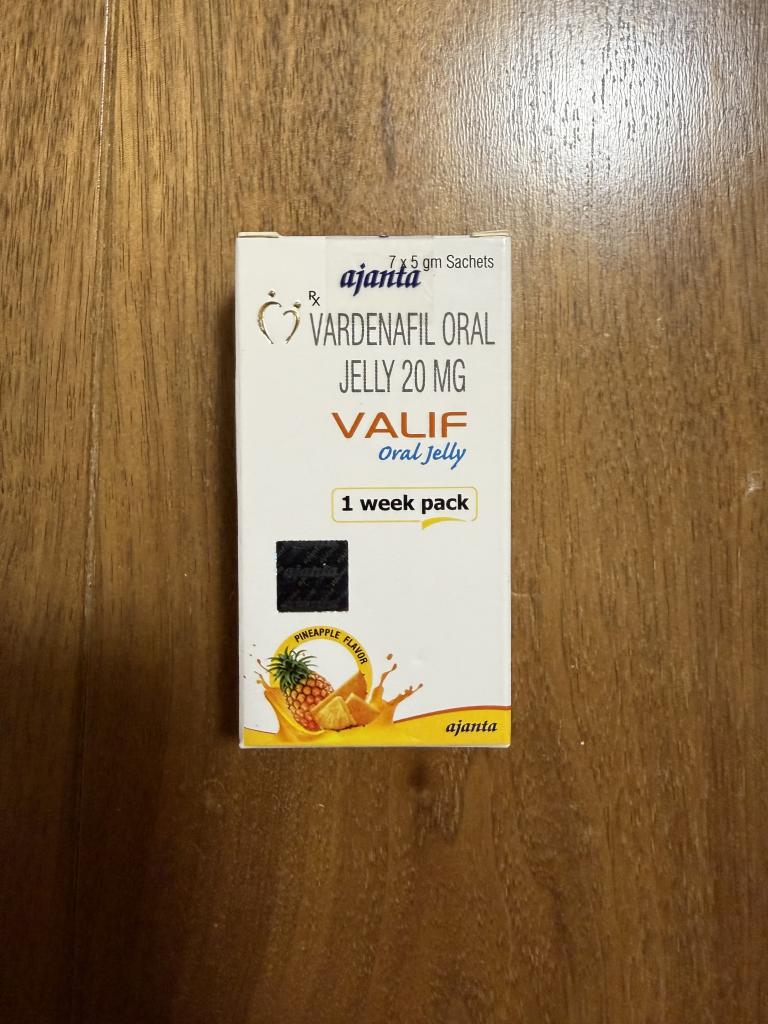 7 x 5 gm Sachets
ajanta
Rx
VARDENAFIL ORAL
JELLY 20 MG
VALIF
Oral Jelly
1 week pack
ajanta
PINEAPPLE FLAVOR
ajanta